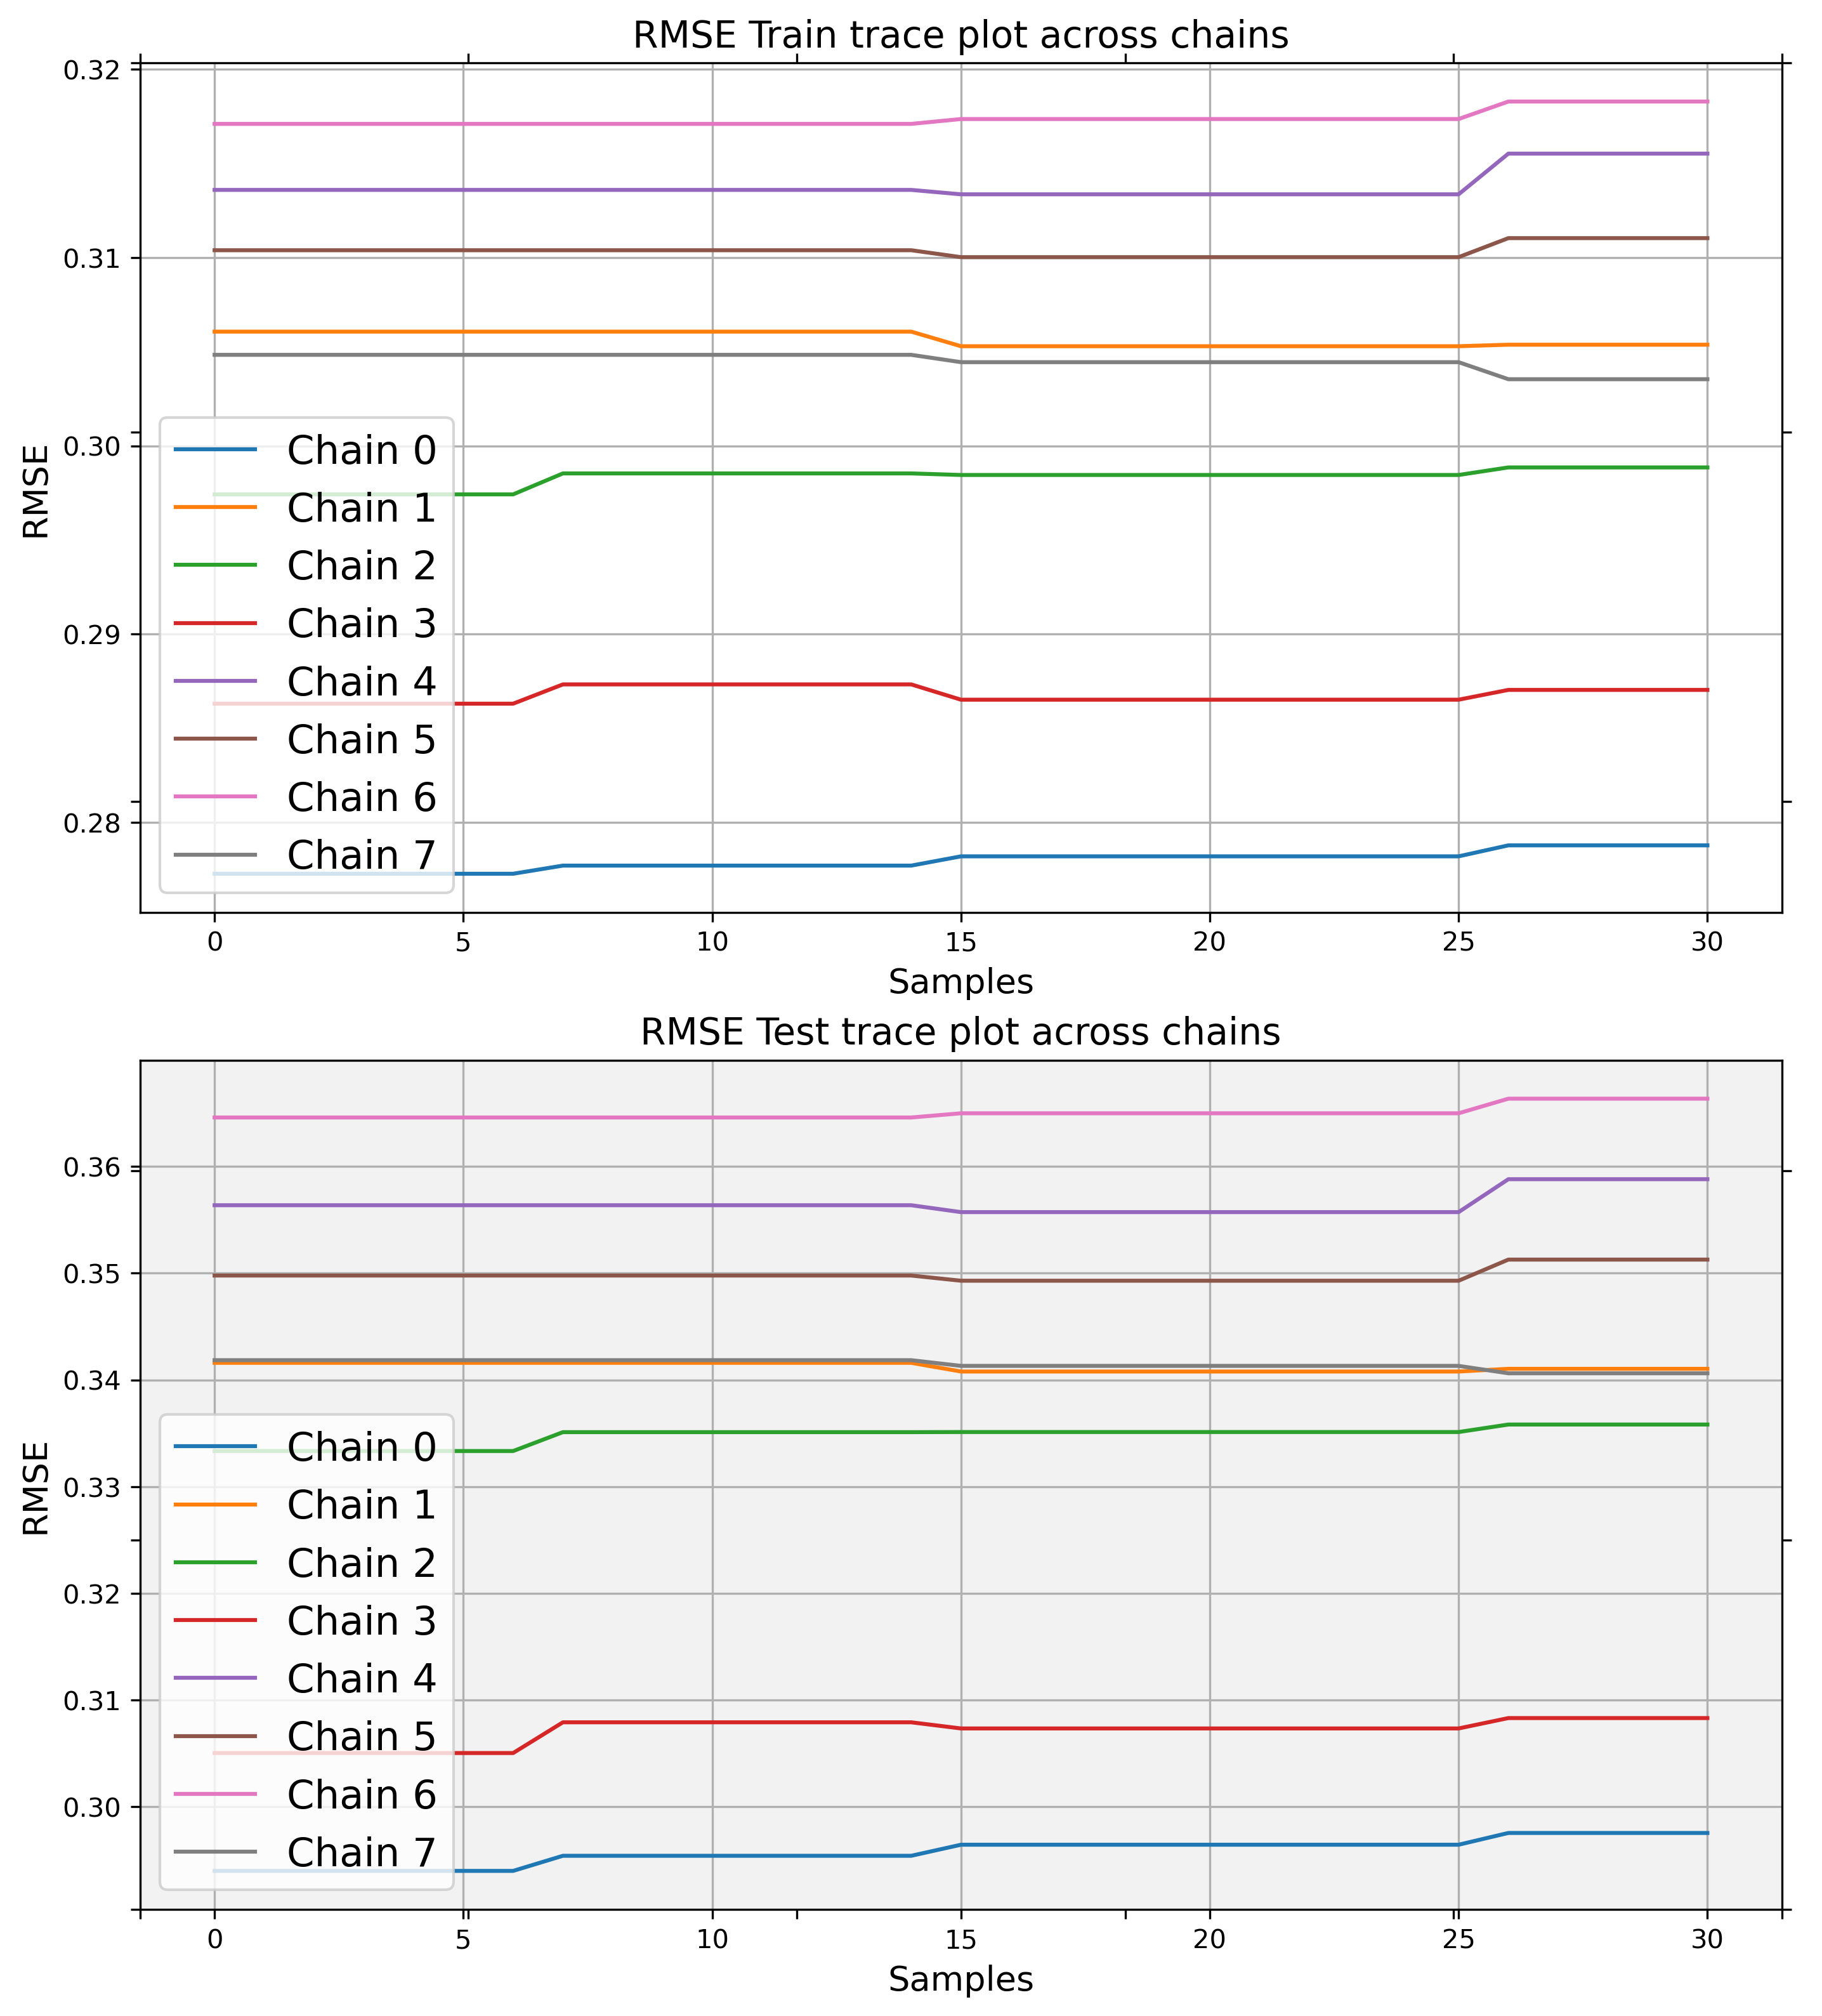 RMSE Train trace plot across chains
0.32
0.31
0.30
0.29
0.28
RMSE
Chain 0
Chain 1
Chain 2
Chain 3
Chain 4
Chain 5
Chain 6
Chain 7
0 5 10 15 20 25 30
Samples
RMSE Test trace plot across chains
0.36
0.35
0.34
0.33
0.32
0.31
0.30
RMSE
Chain 0
Chain 1
Chain 2
Chain 3
Chain 4
Chain 5
Chain 6
Chain 7
0 5 10 15 20 25 30
Samples